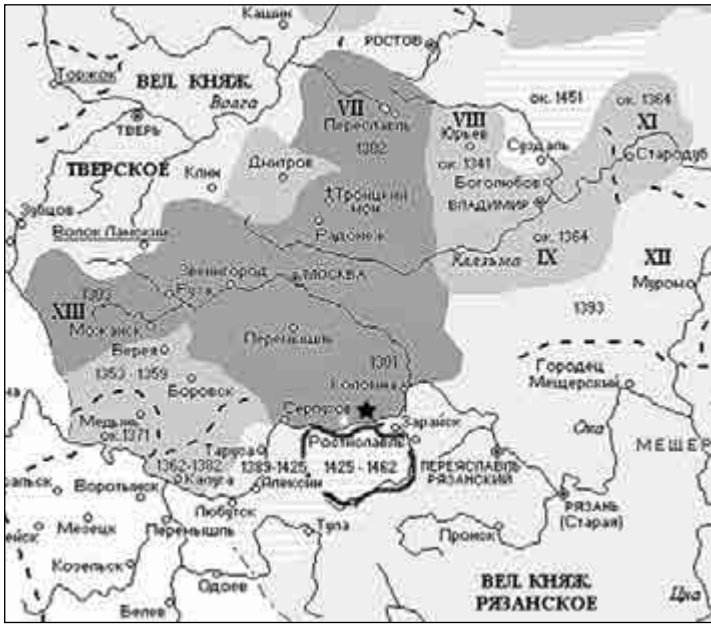 Кашин
РОСТОВ
Торжок
ВЕЛ. КНЯЖ.
Волга
ТВЕРЬ
ТВЕРСКОЕ
Клин
Дмитров
VII
Переславль
1302
VIII
Юрьев
ок. 1341
ок. 1451
ок. 1364
XI
Суздаль
Стародуб
Боголюбов
ВЛАДИМИР
Троицкий
мон
Радонеж
Зубцов
Волок Ламский
ок. 1364
Клязьма
IX
XII
Муром
1393
Звенигород
МОСКВА
Руза
1303
XIII
Можайск
Перемышль
Верея
1353 - 1359
Боровск
1301
Коломна
Городец
Мещерский
Медынь
ок. 1371
Серпухов
Зарайск
Ока
МЕЩЕР
Ростиславль
Таруса
1389-1425
1425 - 1462
ПЕРЕЯСЛАВЛЬ
РЯЗАНСКИЙ
1362-1382
Калуга
Алексин
Воротынск
Любутск
РЯЗАНЬ
(Старая)
Мезецк
Перемышль
Тула
Пронск
Козельск
Одоев
Белев
ВЕЛ. КНЯЖ.
РЯЗАНСКОЕ
Цна